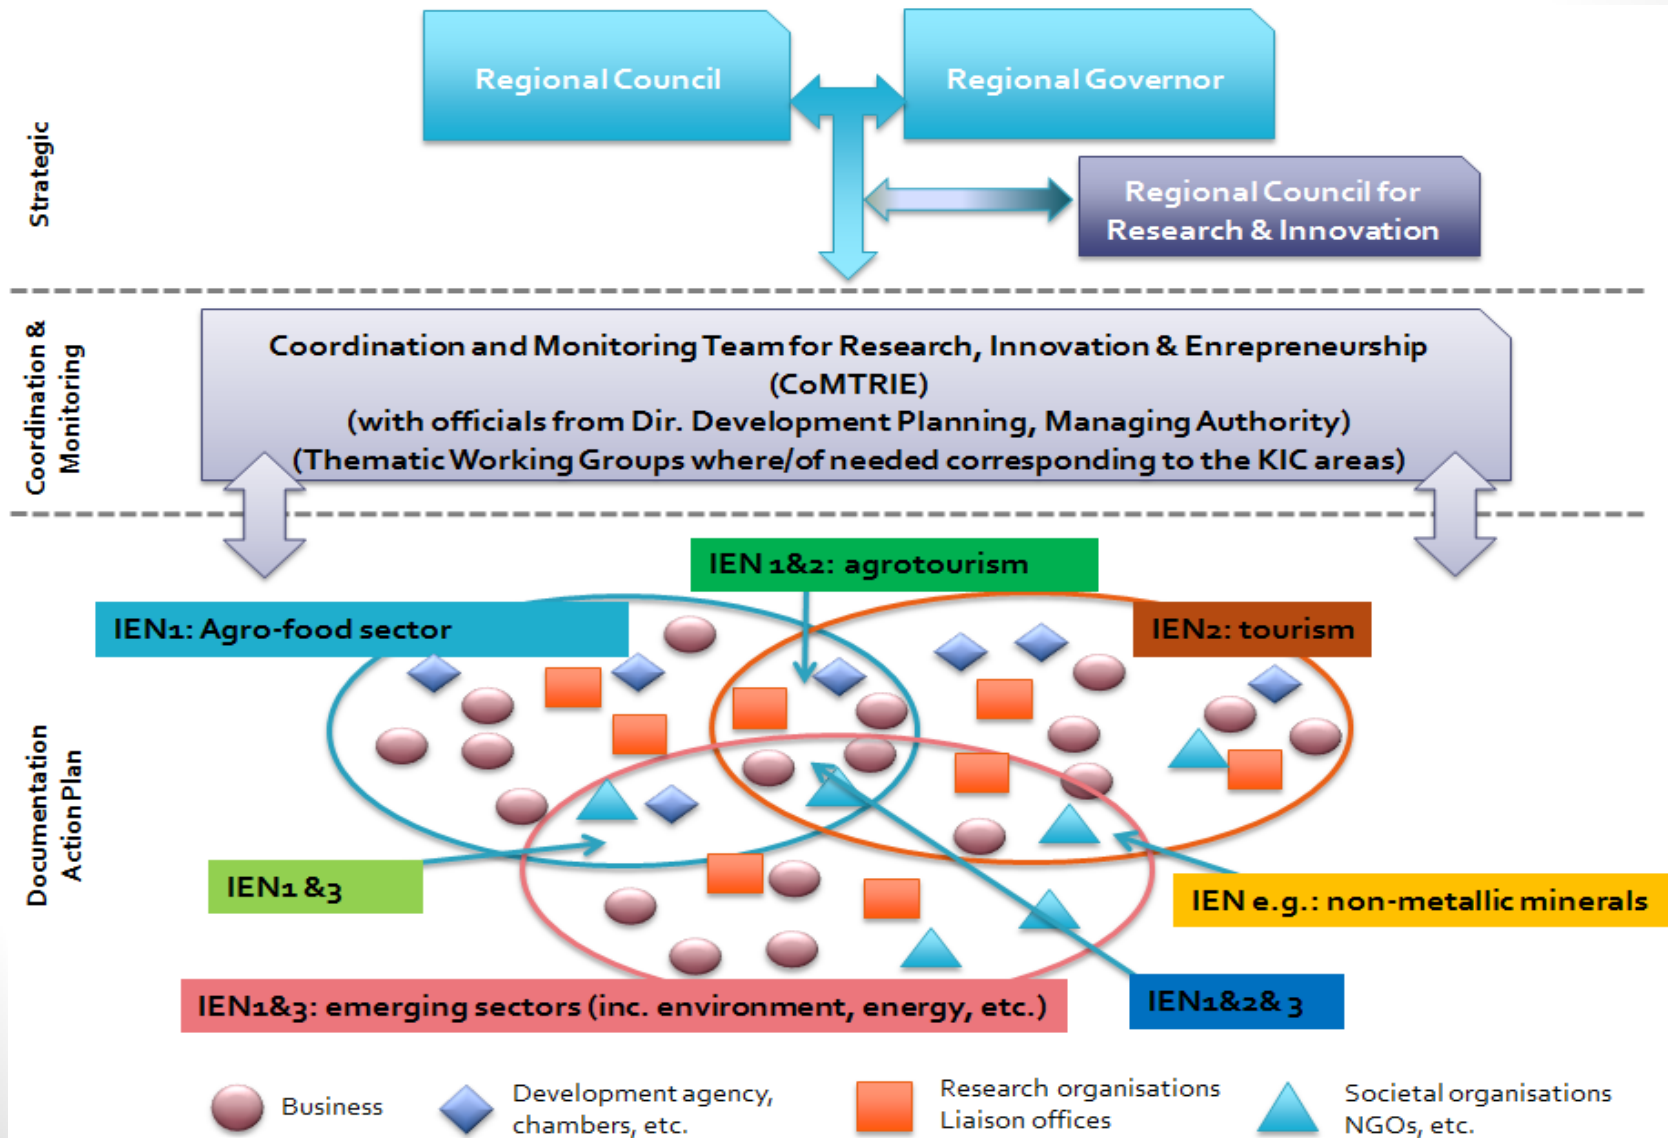 Regional Council
Regional Governor
Strategic
Regional Council for
Research & Innovation
Coordination &
Monitoring
Coordination and Monitoring Team for Research, Innovation & Enrepreneurship
(CoMTRIE)
(with officials from Dir. Development Planning, Managing Authority)
(Thematic Working Groups where/of needed corresponding to the KIC areas)
IEN 1&2: agrotourism
IEN1: Agro-food sector
IEN2: tourism
Documentation
Action Plan
IEN1 &3
IEN e.g.: non-metallic minerals
IEN1&3: emerging sectors (inc. environment, energy, etc.)
IEN1&2& 3
Business
Development agency,
chambers, etc.
Research organisations
Liaison offices
Societal organisations
NGOs, etc.